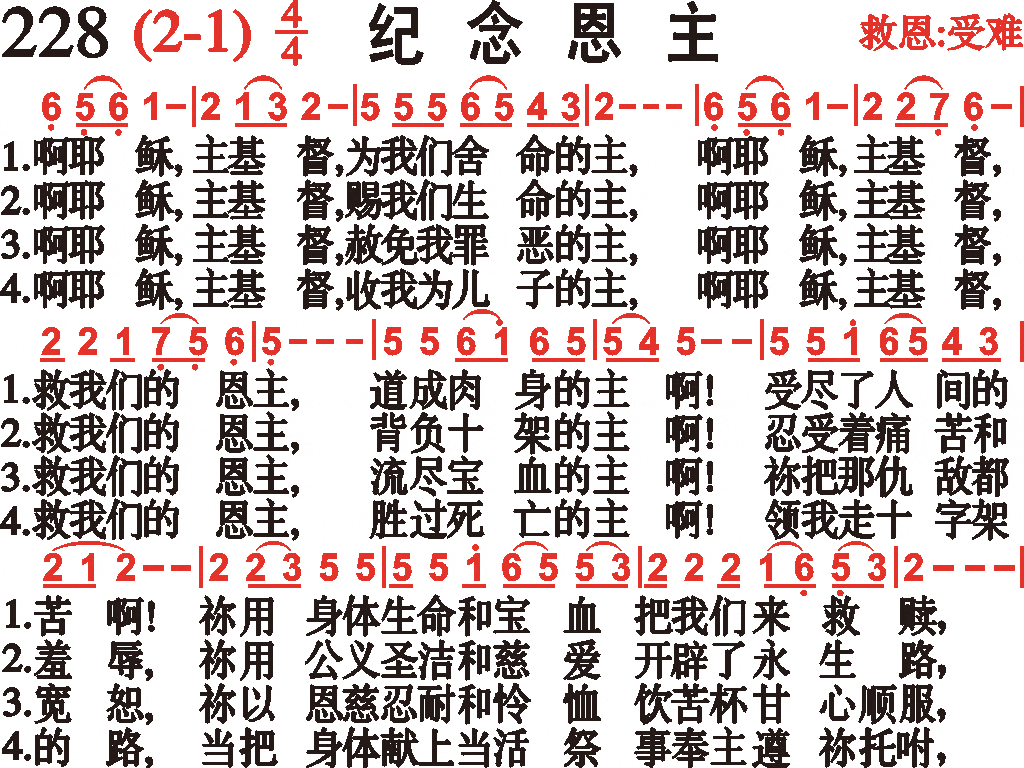 228 (2-1) 4/4 纪念恩主 救恩:受难
6 5 6 1 - | 2 1 3 2 - | 5 5 5 6 5 4 3 | 2 - - - | 6 5 6 1 - | 2 2 7 6 - |
1.啊耶 稣,主基 督,为我们舍 命的主, 啊耶 稣,主基 督,
2.啊耶 稣,主基 督,赐我们生 命的主, 啊耶 稣,主基 督,
3.啊耶 稣,主基 督,赦免我罪 恶的主, 啊耶 稣,主基 督,
4.啊耶 稣,主基 督,收我为儿 子的主, 啊耶 稣,主基 督,
2 2 1 7 5 6 | 5 - - - | 5 5 6 1 6 5 | 5 4 5 - - | 5 5 1 6 5 4 3 |
1.救我们的 恩主, 道成肉 身的主 啊! 受尽了人 间的
2.救我们的 恩主, 背负十 架的主 啊! 忍受着痛 苦和
3.救我们的 恩主, 流尽宝 血的主 啊! 祢把那仇 敌都
4.救我们的 恩主, 胜过死 亡的主 啊! 领我走十 字架
2 1 2 - - | 2 2 3 5 5 | 5 5 1 6 5 5 3 | 2 2 2 1 6 5 3 | 2 - - - |
1.苦 啊! 祢用 身体生命和宝 血 把我们来 救 赎,
2.羞 辱, 祢用 公义圣洁和慈 爱 开辟了永 生 路,
3.宽 恕, 祢以 恩慈忍耐和怜 恤 饮苦杯甘 心顺服,
4.的 路, 当把 身体献上当活 祭 事奉主遵 祢托咐,